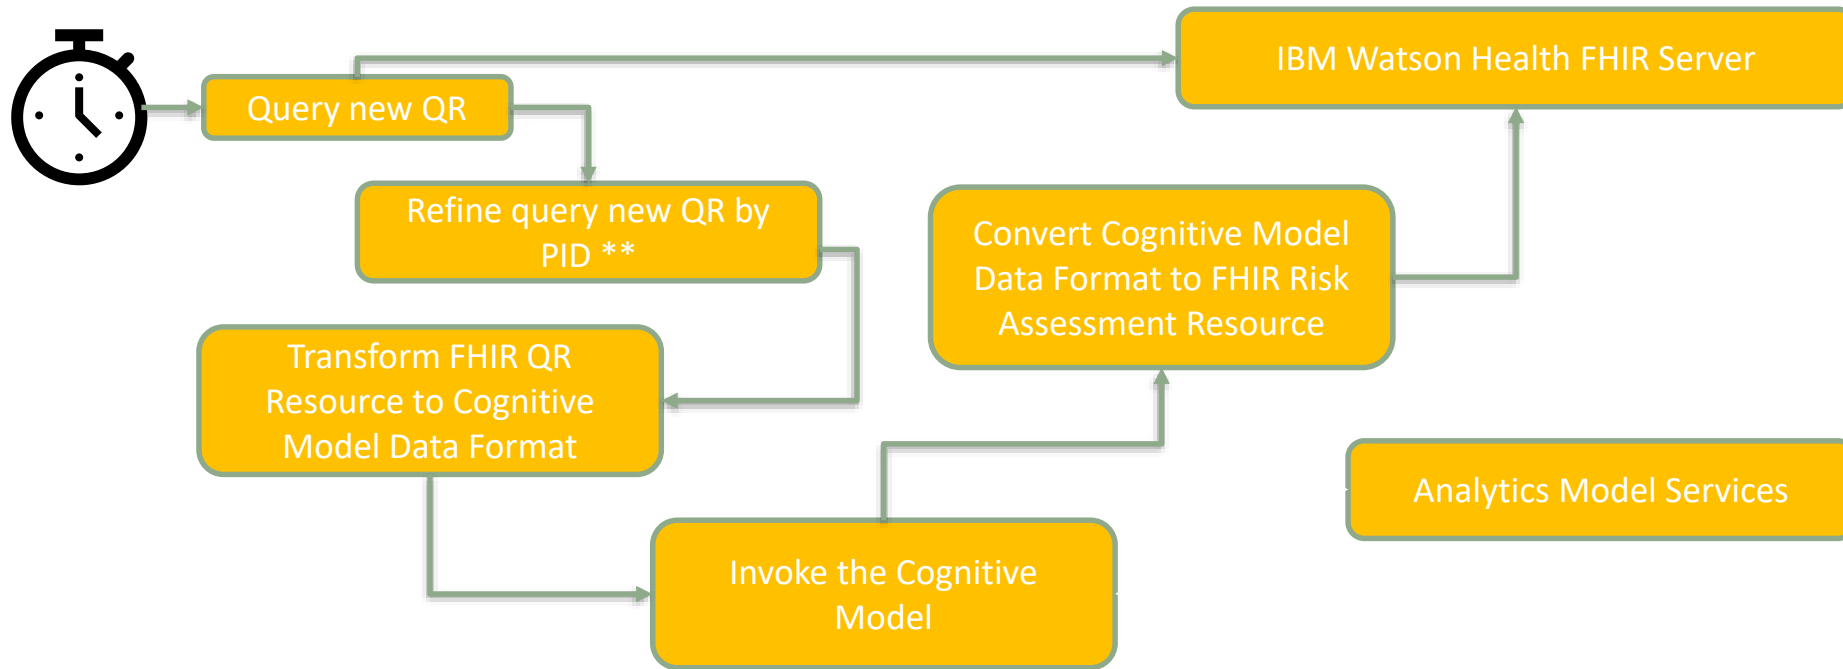 IBM Watson Health FHIR Server
Query new QR
Refine query new QR by
PID **
Convert Cognitive Model
Data Format to FHIR Risk
Assessment Resource
Transform FHIR QR
Resource to Cognitive
Model Data Format
Analytics Model Services
Invoke the Cognitive
Model